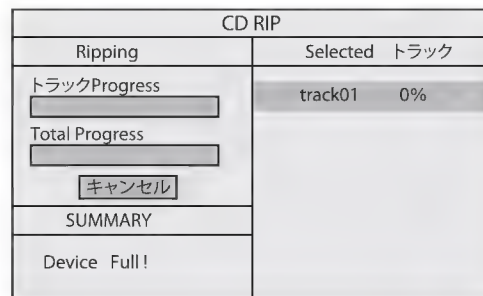 CD RIP
Ripping
トラックProgress
Total Progress
キャンセル
SUMMARY
Device Full!
Selected トラック
track01 0%